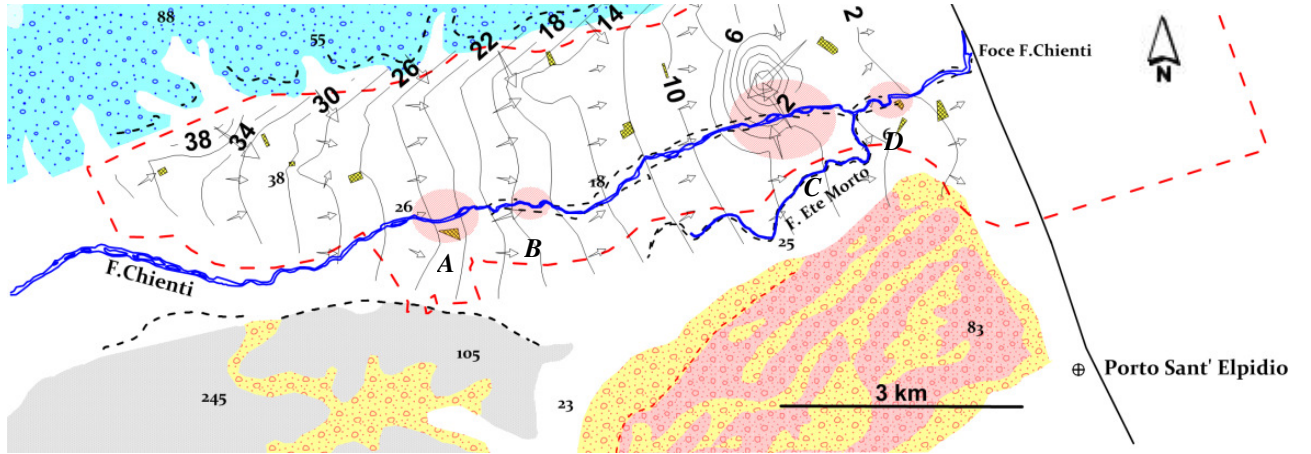 88
55
38
34
30
26
22
18
14
6
2
10
2
Foce F.Chienti
N
38
26
18
6
D
C
F. Ete Morto
25
A
B
F.Chienti
105
245
23
83
3 km
Porto Sant' Elpidio